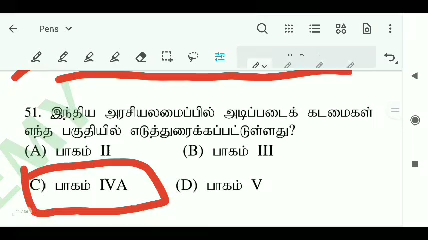 Pens
51. இந்திய அரசியலமைப்பில் அடிப்படைக் கடமைகள்
எந்த பகுதியில் எடுத்துரைக்கப்பட்டுள்ளது?
(A) பாகம் II (B) பாகம் III
C) பாகம் IVA (D) பாகம் V